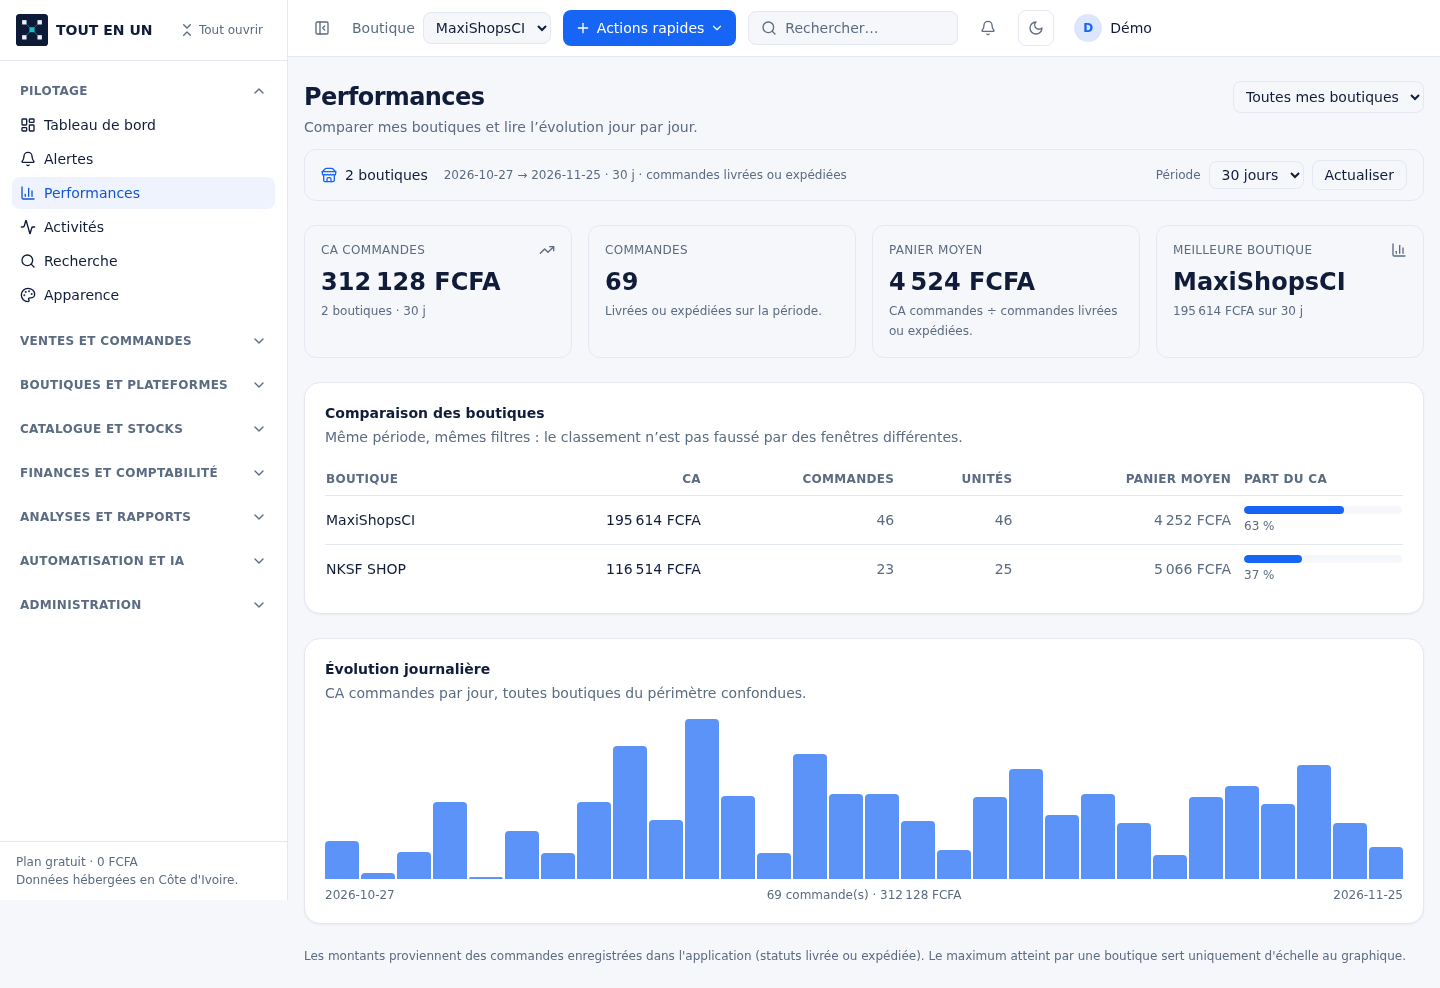 TOUT EN UN
Tout ouvrir
Boutique
MaxiShopsCI
Actions rapides
Rechercher…
D
Démo
PILOTAGE
Tableau de bord
Alertes
Performances
Activités
Recherche
Apparence
VENTES ET COMMANDES
BOUTIQUES ET PLATEFORMES
CATALOGUE ET STOCKS
FINANCES ET COMPTABILITÉ
ANALYSES ET RAPPORTS
AUTOMATISATION ET IA
ADMINISTRATION
Plan gratuit · 0 FCFA
Données hébergées en Côte d'Ivoire.
Performances
Toutes mes boutiques
Comparer mes boutiques et lire l’évolution jour par jour.
2 boutiques
2026-10-27 → 2026-11-25 · 30 j · commandes livrées ou expédiées
Période
30 jours
Actualiser
CA COMMANDES
312 128 FCFA
2 boutiques · 30 j
COMMANDES
69
Livrées ou expédiées sur la période.
PANIER MOYEN
4 524 FCFA
CA commandes ÷ commandes livrées
ou expédiées.
MEILLEURE BOUTIQUE
MaxiShopsCI
195 614 FCFA sur 30 j
Comparaison des boutiques
Même période, mêmes filtres : le classement n’est pas faussé par des fenêtres différentes.
BOUTIQUE CA COMMANDES UNITÉS PANIER MOYEN PART DU CA
MaxiShopsCI 195 614 FCFA 46 46 4 252 FCFA 63 %
NKSF SHOP 116 514 FCFA 23 25 5 066 FCFA 37 %
Évolution journalière
CA commandes par jour, toutes boutiques du périmètre confondues.
2026-10-27
69 commande(s) · 312 128 FCFA
2026-11-25
Les montants proviennent des commandes enregistrées dans l'application (statuts livrée ou expédiée). Le maximum atteint par une boutique sert uniquement d'échelle au graphique.